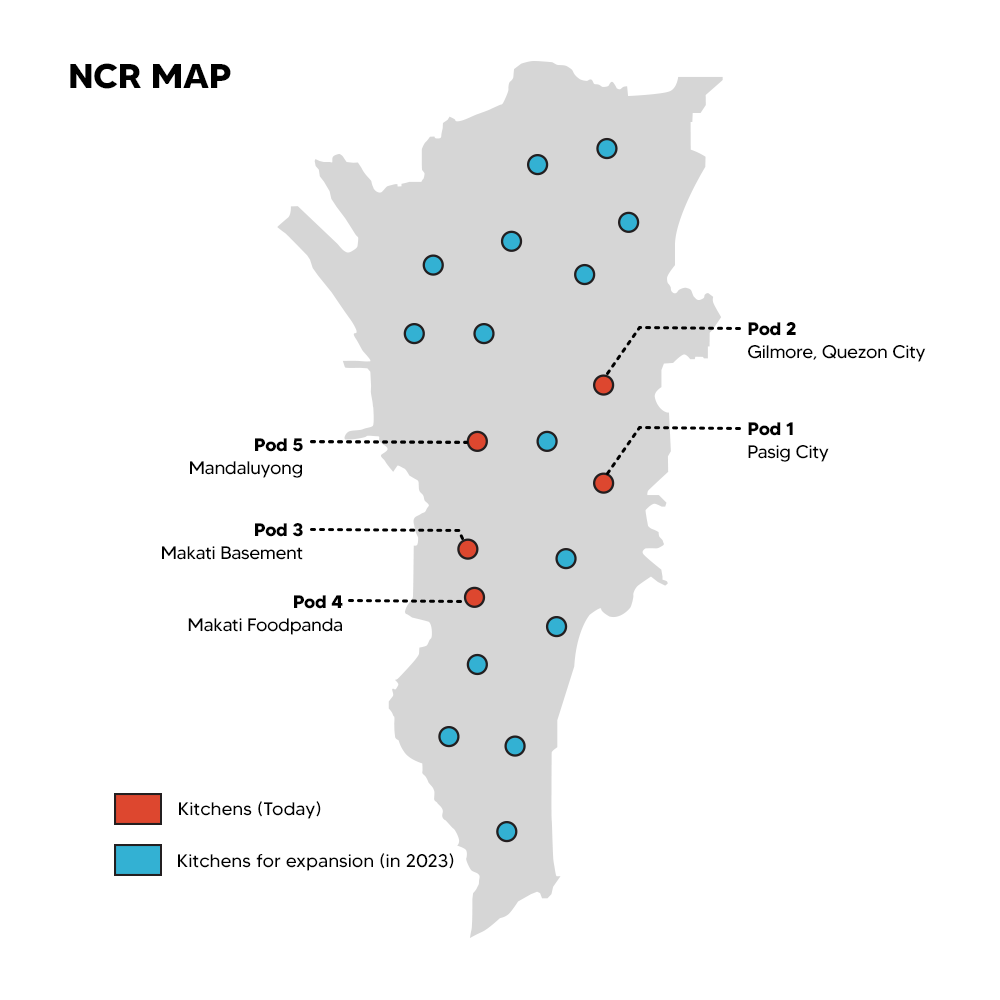 NCR MAP
Pod 2
Gilmore, Quezon City
Pod 1
Pasig City
Pod 5
Mandaluyong
Pod 3
Makati Basement
Pod 4
Makati Foodpanda
Kitchens (Today)
Kitchens for expansion (in 2023)